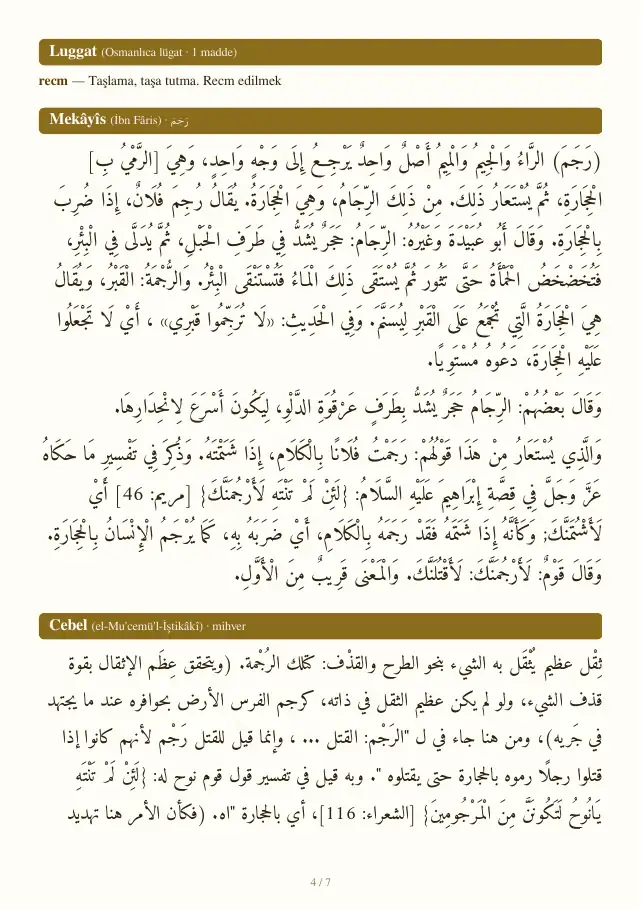 Luggat (Osmanlıca lügat · 1 madde)
recm — Taşlama, taşa tutma. Recm edilmek
Mekâyîs (İbn Fâris) · رَجَمَ
(رَجَمَ) الرَّاءُ وَالْجِيمُ وَالْمِيمُ أَصْلٌ وَاحِدٌ يَرْجِعُ إِلَى وَجْهٍ وَاحِدٍ، وَهِيَ [الرَّمْيُ بِ]
الْحِجَارَةِ، ثُمَّ يُسْتَعَارُ ذَلِكَ. مِنْ ذَلِكَ الرِّجَامُ، وَهِيَ الْحِجَارَةُ. يُقَالُ رُجِمَ فُلَانٌ، إِذَا ضُرِبَ
بِالْحِجَارَةِ. وَقَالَ أَبُو عُبَيْدَةَ وَغَيْرُهُ: الرِّجَامُ: حَجَرٌ يُشَدُّ فِي طَرَفِ الْحَبْلِ، ثُمَّ يُدَلَّى فِي الْبِئْرِ،
فَتُخَضْخَضُ الْحَمْأَةُ حَتَّى تَثُورَ ثُمَّ يُسْتَقَى ذَلِكَ الْمَاءُ فَتُسْتَنْقَى الْبِئْرُ. وَالرُّجْمَةُ: الْقَبْرُ، وَيُقَالُ
هِيَ الْحِجَارَةُ الَّتِي تُجْمَعُ عَلَى الْقَبْرِ لِيُسَنَّمَ. وَفِي الْحَدِيثِ: «لَا تُرَجِّمُوا قَبْرِي» ، أَيْ لَا تَجْعَلُوا
عَلَيْهِ الْحِجَارَةَ، دَعُوهُ مُسْتَوِيًا.
وَقَالَ بَعْضُهُمْ: الرِّجَامُ حَجَرٌ يُشَدُّ بِطَرَفِ عَرْقُوَةِ الدَّلْوِ، لِيَكُونَ أَسْرَعَ لِانْحِدَارِهَا.
وَالَّذِي يُسْتَعَارُ مِنْ هَذَا قَوْلُهُمْ: رَجَمْتُ فُلَانًا بِالْكَلَامِ، إِذَا شَتَمْتَهُ. وَذُكِرَ فِي تَفْسِيرِ مَا حَكَاهُ
عَزَّ وَجَلَّ فِي قِصَّةِ إِبْرَاهِيمَ عَلَيْهِ السَّلَامُ: {لَئِنْ لَمْ تَنْتَهِ لَأَرْجُمَنَّكَ} [مريم: 46] أَيْ
لَأَشْتُمَنَّكَ; وَكَأَنَّهُ إِذَا شَتَمَهُ فَقَدْ رَجَمَهُ بِالْكَلَامِ، أَيْ ضَرَبَهُ بِهِ، كَمَا يُرْجَمُ الْإِنْسَانُ بِالْحِجَارَةِ.
وَقَالَ قَوْمٌ: لَأَرْجُمَنَّكَ: لَأَقْتُلَنَّكَ. وَالْمَعْنَى قَرِيبٌ مِنَ الْأَوَّلِ.
Cebel (el-Mu'cemü'l-İştikâkî) · mihver
ثِقْل عظيم يُثْقَل به الشيء بنحو الطرح والقذف: كتلك الرُجْمة. (ويتحقق عِظَم الإثقال بقوة
قذف الشيء، ولو لم يكن عظيم الثقل في ذاته، كرجم الفرس الأرض بحوافره عند ما يجتهد
في جَريه)، ومن هنا جاء في ل "الرَجْم: القتل ... ، وإنما قيل للقتل رَجْم لأنهم كانوا إذا
قتلوا رجلًا رموه بالحجارة حتى يقتلوه ". وبه قيل في تفسير قول قوم نوح له: {لَئِنْ لَمْ تَنْتَهِ
يَانُوحُ لَتَكُونَنَّ مِنَ الْمَرْجُومِينَ} [الشعراء: 116]، أي بالحجارة "اه. (فكأن الأمر هنا تهديد
4 / 7